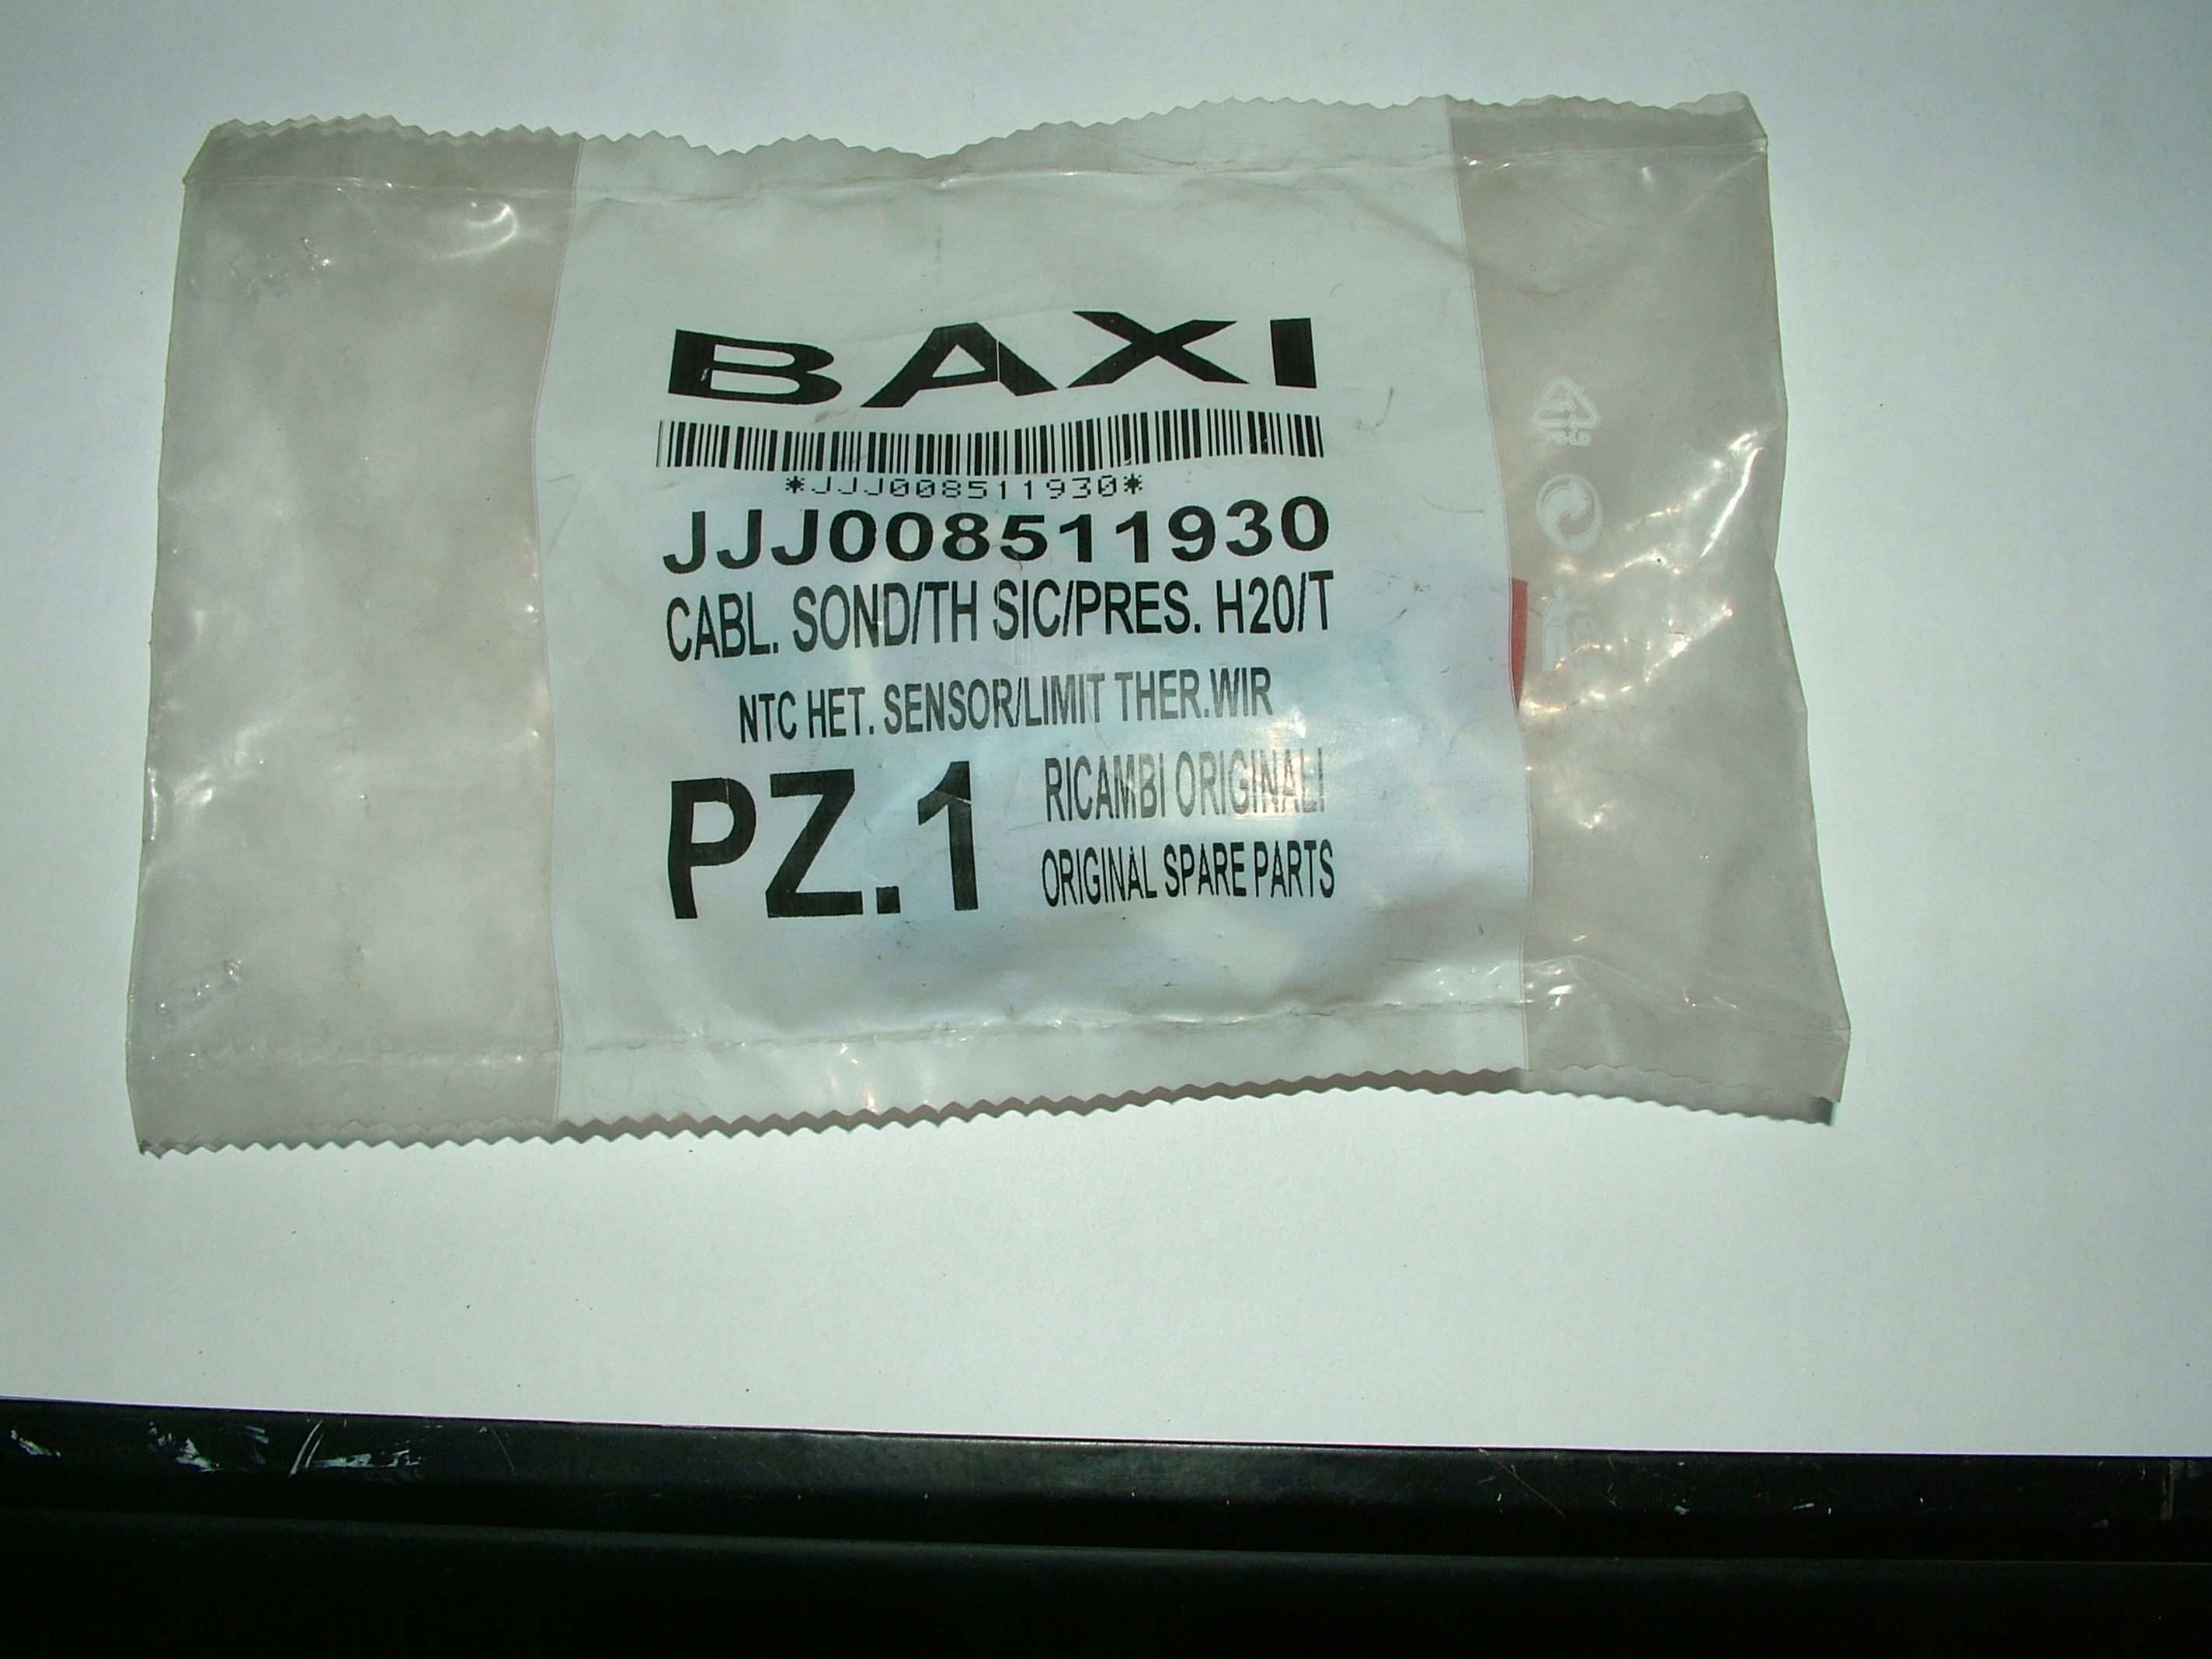 BAXI
*JJJ008511930*
JJJ008511930
CABL. SOND/TH SIC/PRES. H20/T
NTC HET. SENSOR/LIMIT THER.WIR
PZ.1
RICAMBI ORIGINALI
ORIGINAL SPARE PARTS